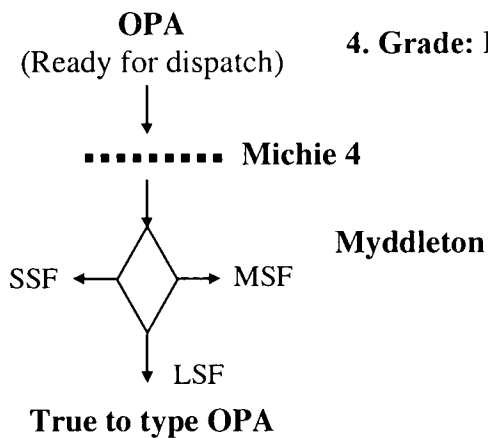 OPA
(Ready for dispatch)
4. Grade:
Michie 4
Myddleton
SSF
MSF
LSF
True to type OPA